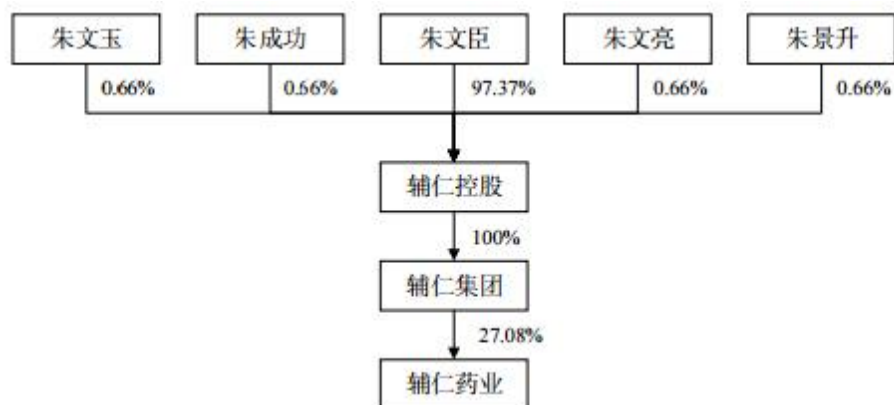 朱文玉 朱成功 朱文臣 朱文亮 朱景升
0.66% 0.66% 97.37% 0.66% 0.66%
辅仁控股
100%
辅仁集团
27.08%
辅仁药业